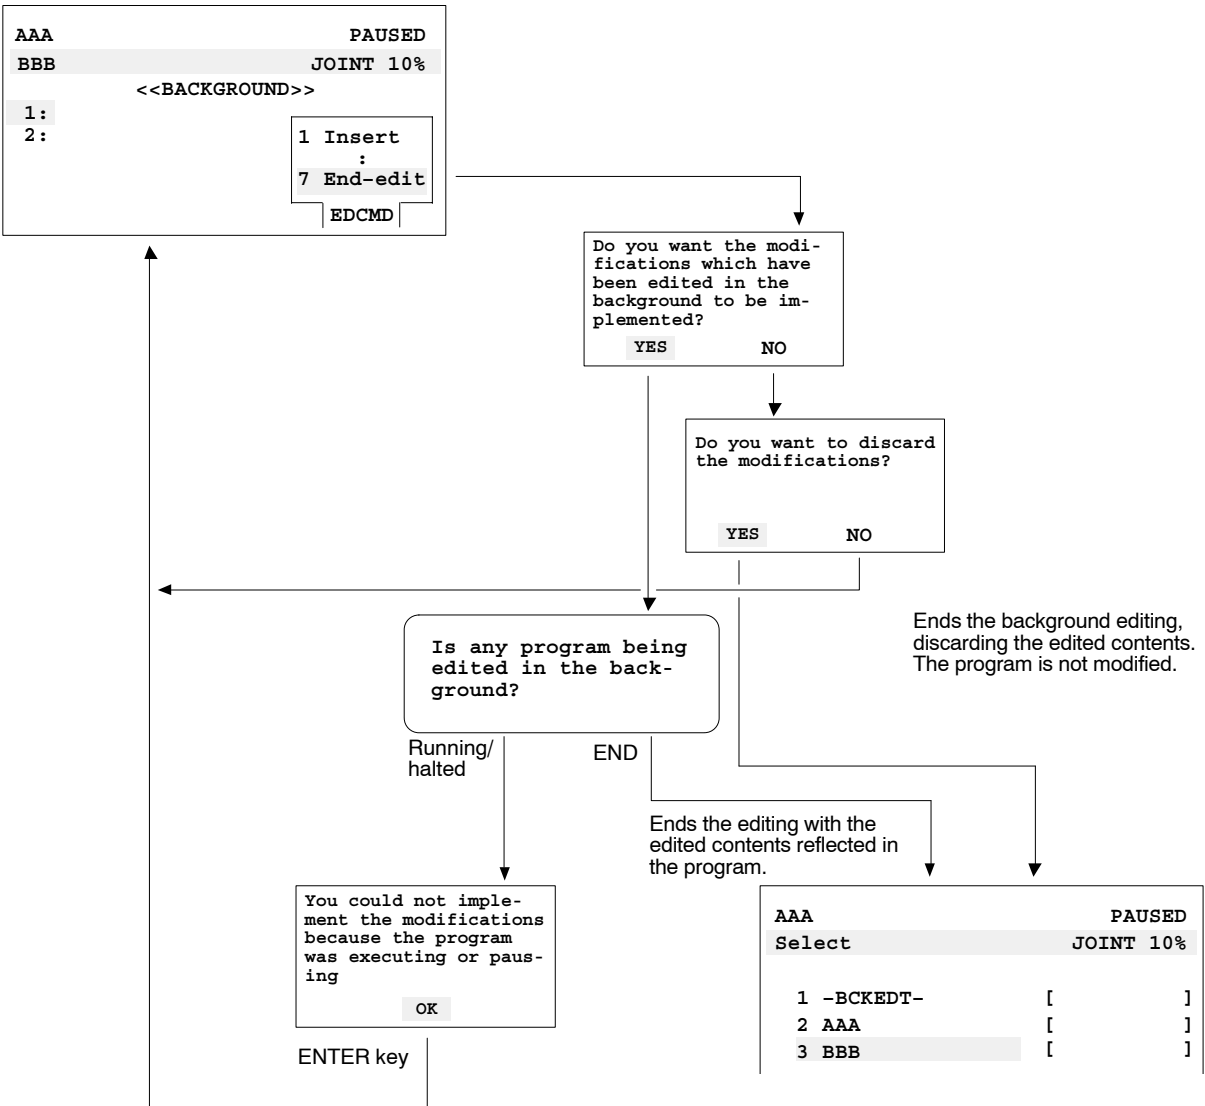 AAA PAUSED
BBB JOINT 10%
<<BACKGROUND>>
1:
2:
1 Insert
:
7 End-edit
EDCMD
Do you want the modi-
fications which have
been edited in the
background to be im-
plemented?
YES NO
Do you want to discard
the modifications?
YES NO
Ends the background editing,
discarding the edited contents.
The program is not modified.
Is any program being
edited in the back-
ground?
Running/
halted
END
Ends the editing with the
edited contents reflected in
the program.
You could not imple-
ment the modifications
because the program
was executing or paus-
ing
OK
ENTER key
AAA PAUSED
Select JOINT 10%
1 -BCKEDT- [ ]
2 AAA [ ]
3 BBB [ ]